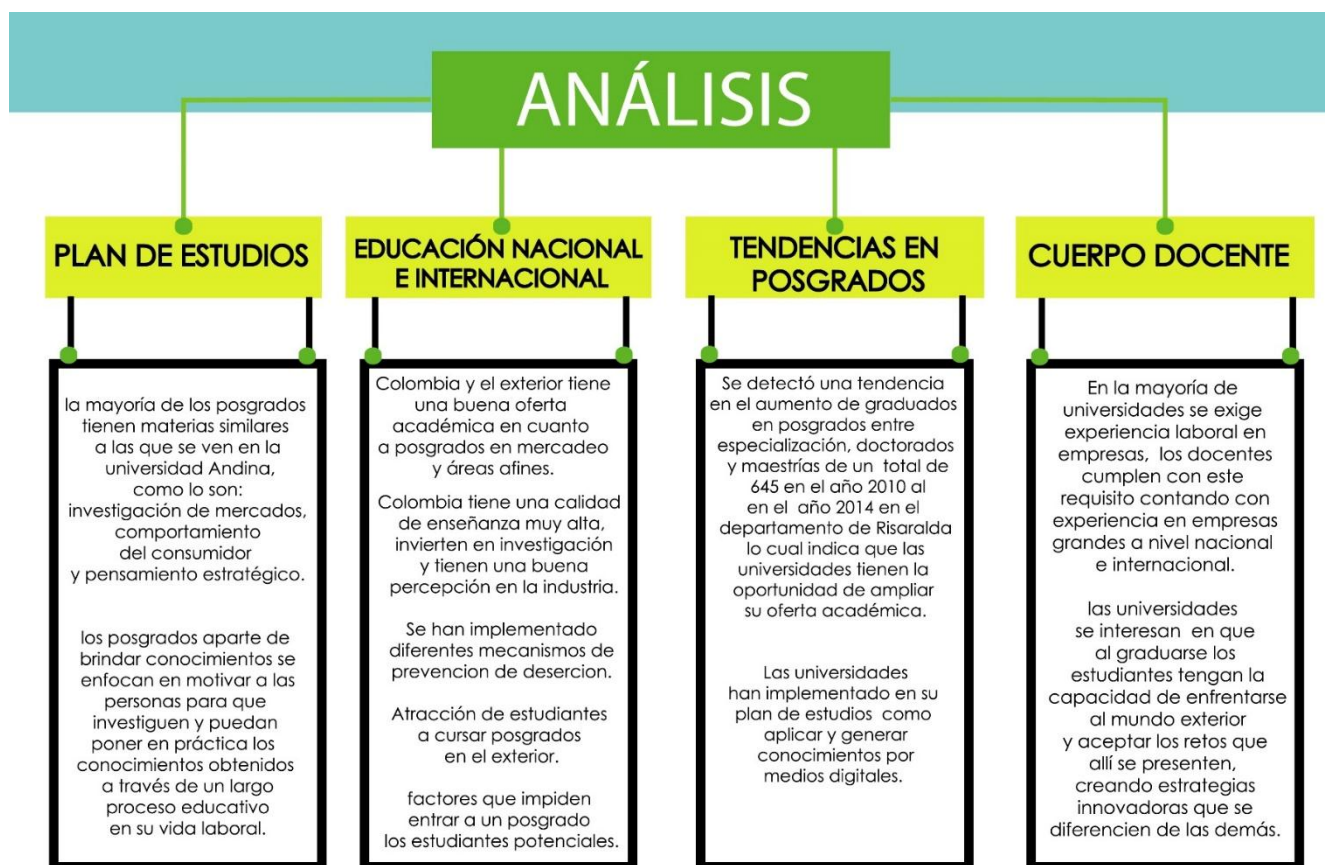 ANÁLISIS
PLAN DE ESTUDIOS
la mayoría de los posgrados
tienen materias similares
a las que se ven en la
universidad Andina,
como lo son:
investigación de mercados,
comportamiento
del consumidor
y pensamiento estratégico.
los posgrados aparte de
brindar conocimientos se
enfocan en motivar a las
personas para que
investiguen y puedan
poner en práctica los
conocimientos obtenidos
a través de un largo
proceso educativo
en su vida laboral.
EDUCACIÓN NACIONAL
E INTERNACIONAL
Colombia y el exterior tiene
una buena oferta
académica en cuanto
a posgrados en mercadeo
y áreas afines.
Colombia tiene una calidad
de enseñanza muy alta,
invierten en investigación
y tienen una buena
percepción en la industria.
Se han implementado
diferentes mecanismos de
prevencion de desercion.
Atracción de estudiantes
a cursar posgrados
en el exterior.
factores que impiden
entrar a un posgrado
los estudiantes potenciales.
TENDENCIAS EN
POSGRADOS
Se detectó una tendencia
en el aumento de graduados
en posgrados entre
especialización, doctorados
y maestrías de un total de
645 en el año 2010 al
en el año 2014 en el
departamento de Risaralda
lo cual indica que las
universidades tienen la
oportunidad de ampliar
su oferta académica.
Las universidades
han implementado en su
plan de estudios como
aplicar y generar
conocimientos por
medios digitales.
CUERPO DOCENTE
En la mayoría de
universidades se exige
experiencia laboral en
empresas, los docentes
cumplen con este
requisito contando con
experiencia en empresas
grandes a nivel nacional
e internacional.
las universidades
se interesan en que
al graduarse los
estudiantes tengan la
capacidad de enfrentarse
al mundo exterior
y aceptar los retos que
allí se presenten,
creando estrategias
innovadoras que se
diferencien de las demás.